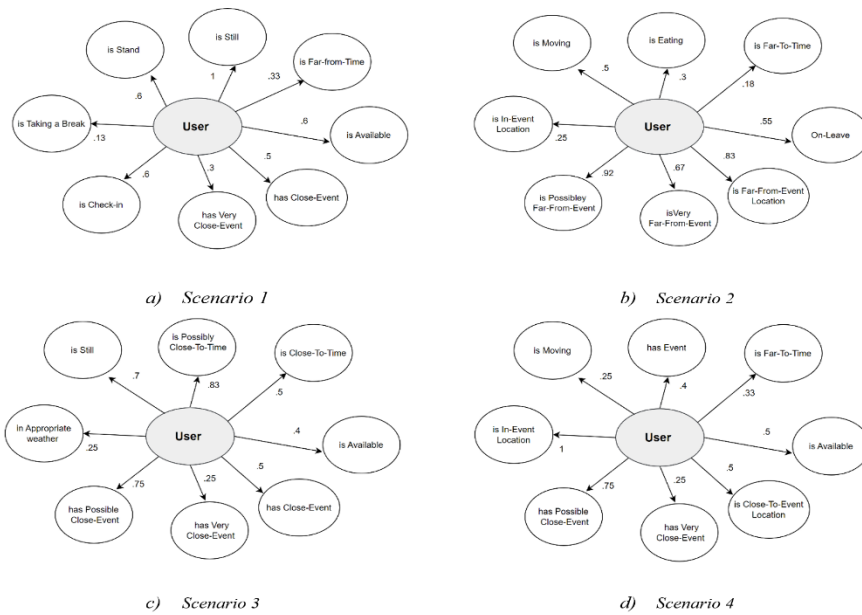 is Still
is Stand
is Far-from-Time
1
.33
.6
User
.6
is Taking a Break
.13
is Available
.6
.3
.5
is Check-in
has Very
Close-Event
has Close-Event
a) Scenario 1
is Moving
is Eating
is Far-To-Time
.5
.3
.18
is In-Event
Location
.25
User
.55
On-Leave
.92
.67
.83
is Possibley
Far-From-Event
isVery
Far-From-Event
is Far-From-Event
Location
b) Scenario 2
is Still
is Possibly
Close-To-Time
is Close-To-Time
.7
.83
.5
in Appropriate
weather
.25
User
.4
is Available
.75
.25
.5
has Possible
Close-Event
has Very
Close-Event
has Close-Event
c) Scenario 3
is Moving
has Event
is Far-To-Time
.25
.4
.33
is In-Event
Location
1
User
.5
is Available
.75
.25
.5
has Possible
Close-Event
has Very
Close-Event
is Close-To-Event
Location
d) Scenario 4